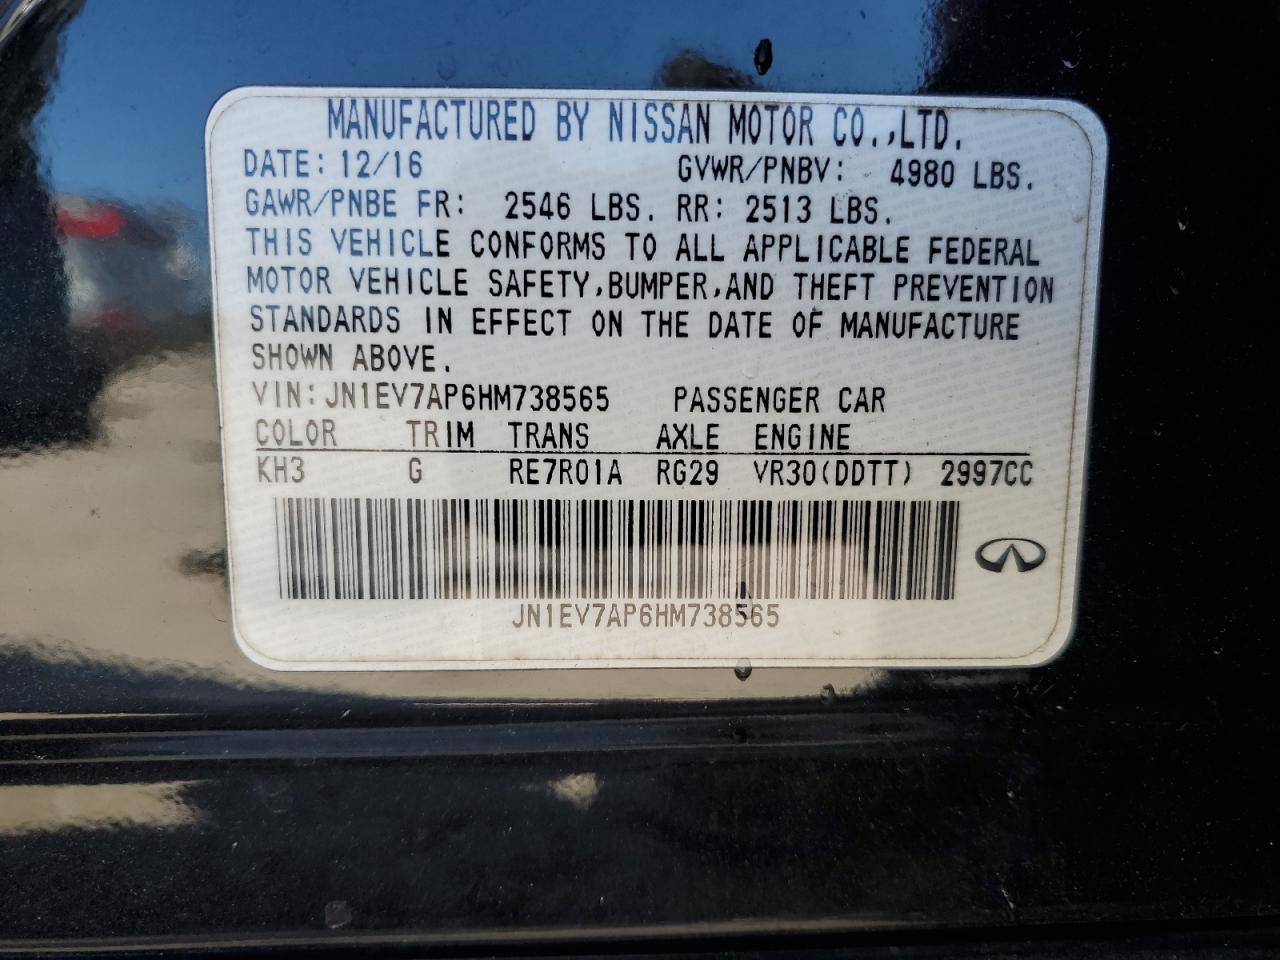 MANUFACTURED BY NISSAN MOTOR CO.,LTD.
DATE: 12/16 GVWR/PNBV: 4980 LBS.
GAWR/PNBE FR: 2546 LBS. RR: 2513 LBS.
THIS VEHICLE CONFORMS TO ALL APPLICABLE FEDERAL
MOTOR VEHICLE SAFETY,BUMPER,AND THEFT PREVENTION
STANDARDS IN EFFECT ON THE DATE OF MANUFACTURE
SHOWN ABOVE.
VIN:JN1EV7AP6HM738565 PASSENGER CAR
COLOR TRIM TRANS AXLE ENGINE
KH3 G RE7R01A RG29 VR30(DDTT) 2997CC
JN1EV7AP6HM738565